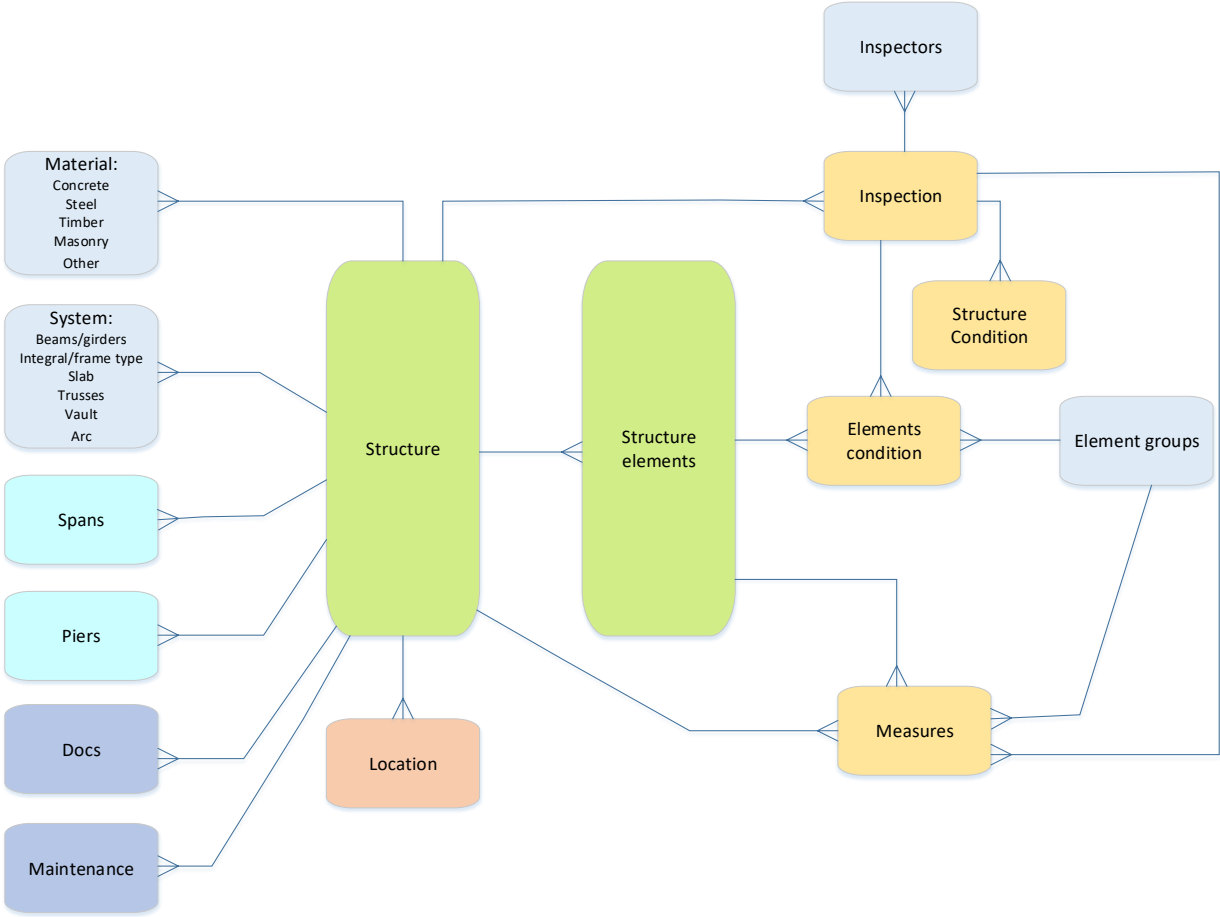 Inspectors
Material:
Concrete
Steel
Timber
Masonry
Other
Inspection
System:
Beams/girders
Integral/frame type
Slab
Trusses
Vault
Arc
Structure
Condition
Structure
Structure
elements
Elements
condition
Element groups
Spans
Piers
Docs
Location
Measures
Maintenance